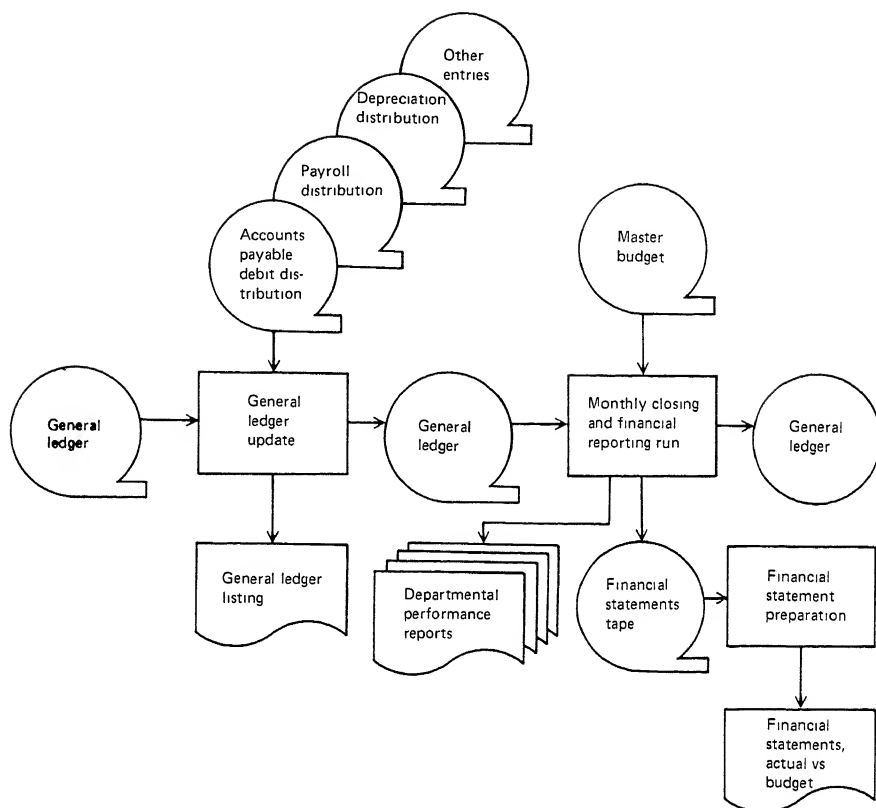 Other
entries
Depreciation
distribution
Payroll
distribution
Accounts
payable
debit dis-
tribution
Master
budget
General
ledger
General
ledger
update
General
ledger
Monthly closing
and financial
reporting run
General
ledger
General ledger
listing
Departmental
performance
reports
Financial
statements
tape
Financial
statement
preparation
Financial
statements,
actual vs
budget